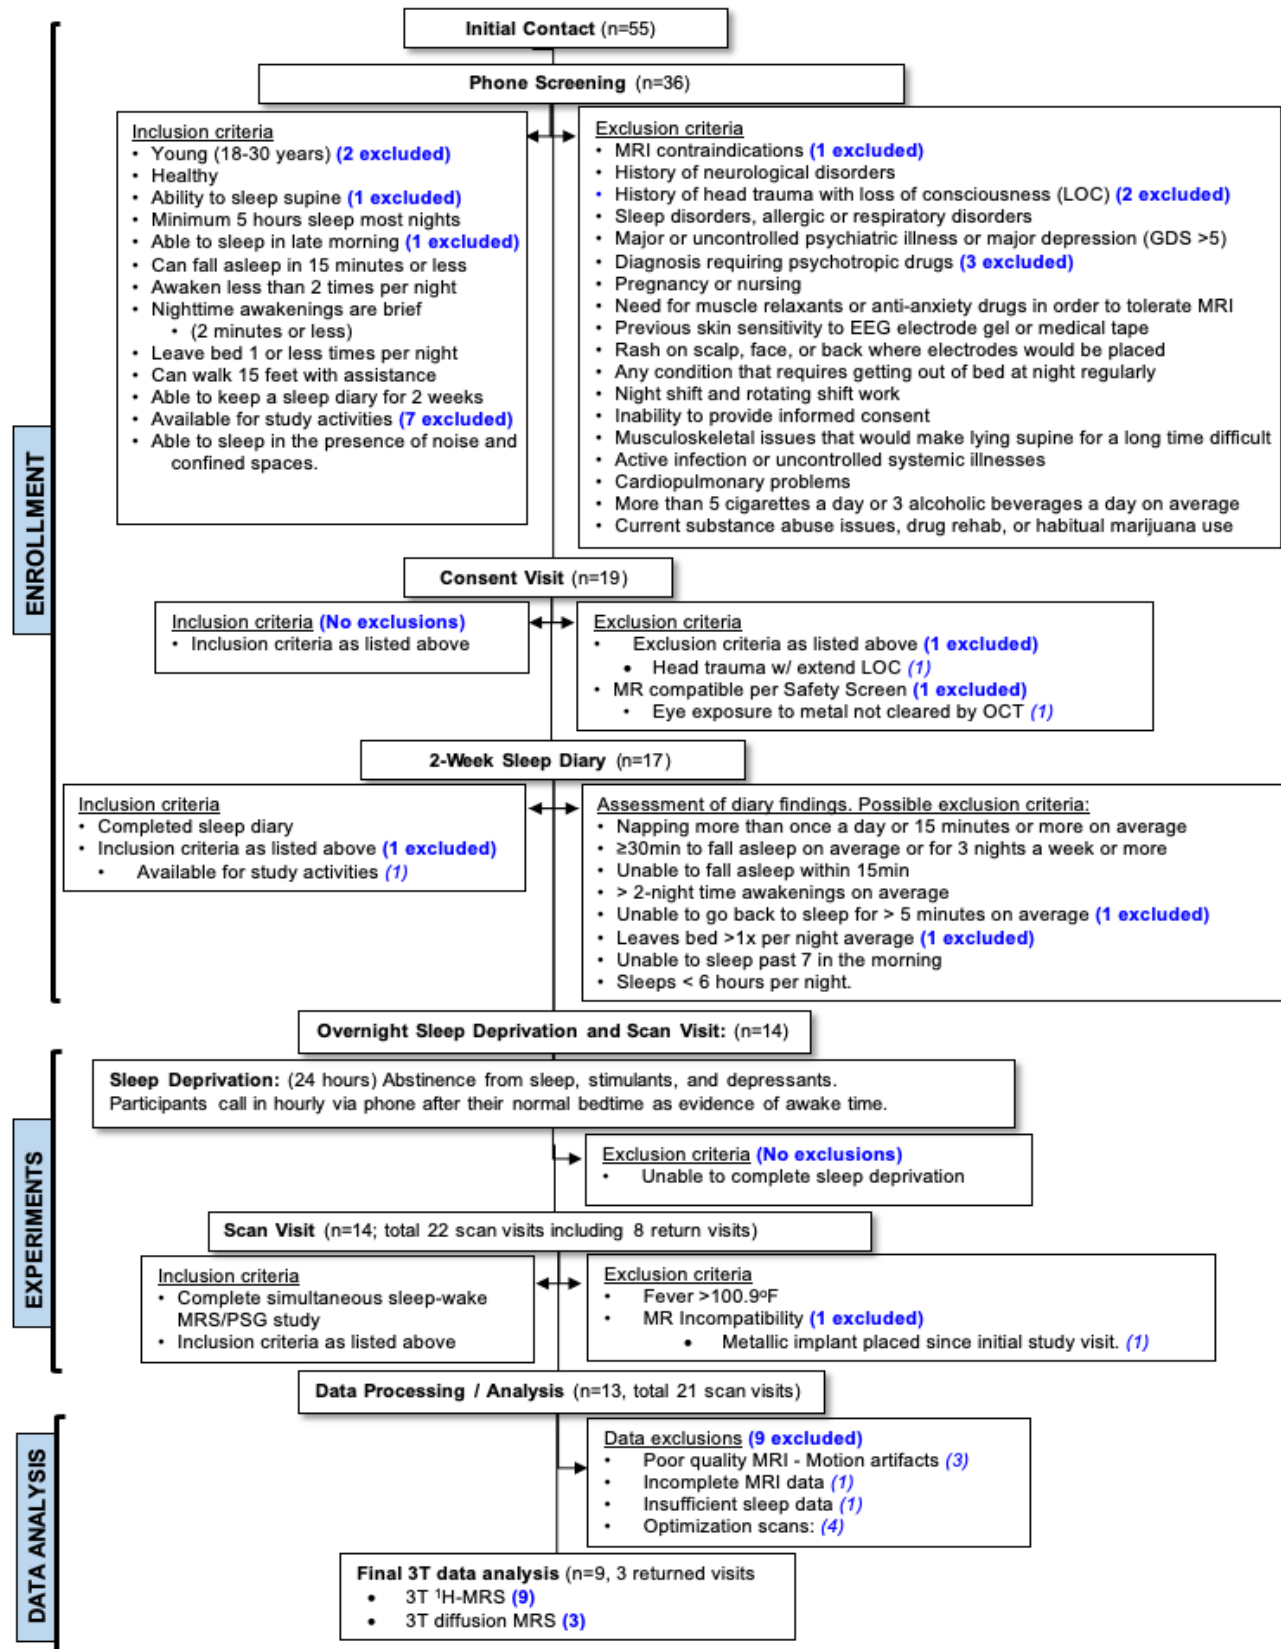 Initial Contact (n=55)
Phone Screening (n=36)
ENROLLMENT
Inclusion criteria
• Young (18-30 years) (2 excluded)
• Healthy
• Ability to sleep supine (1 excluded)
• Minimum 5 hours sleep most nights
• Able to sleep in late morning (1 excluded)
• Can fall asleep in 15 minutes or less
• Awaken less than 2 times per night
• Nighttime awakenings are brief
• (2 minutes or less)
• Leave bed 1 or less times per night
• Can walk 15 feet with assistance
• Able to keep a sleep diary for 2 weeks
• Available for study activities (7 excluded)
• Able to sleep in the presence of noise and
confined spaces.
Exclusion criteria
• MRI contraindications (1 excluded)
• History of neurological disorders
• History of head trauma with loss of consciousness (LOC) (2 excluded)
• Sleep disorders, allergic or respiratory disorders
• Major or uncontrolled psychiatric illness or major depression (GDS >5)
• Diagnosis requiring psychotropic drugs (3 excluded)
• Pregnancy or nursing
• Need for muscle relaxants or anti-anxiety drugs in order to tolerate MRI
• Previous skin sensitivity to EEG electrode gel or medical tape
• Rash on scalp, face, or back where electrodes would be placed
• Any condition that requires getting out of bed at night regularly
• Night shift and rotating shift work
• Inability to provide informed consent
• Musculoskeletal issues that would make lying supine for a long time difficult
• Active infection or uncontrolled systemic illnesses
• Cardiopulmonary problems
• More than 5 cigarettes a day or 3 alcoholic beverages a day on average
• Current substance abuse issues, drug rehab, or habitual marijuana use
Consent Visit (n=19)
Inclusion criteria (No exclusions)
• Inclusion criteria as listed above
Exclusion criteria
• Exclusion criteria as listed above (1 excluded)
• Head trauma w/ extend LOC (1)
• MR compatible per Safety Screen (1 excluded)
• Eye exposure to metal not cleared by OCT (1)
2-Week Sleep Diary (n=17)
Inclusion criteria
• Completed sleep diary
• Inclusion criteria as listed above (1 excluded)
• Available for study activities (1)
Assessment of diary findings. Possible exclusion criteria:
• Napping more than once a day or 15 minutes or more on average
• ≥30min to fall asleep on average or for 3 nights a week or more
• Unable to fall asleep within 15min
• > 2-night time awakenings on average
• Unable to go back to sleep for > 5 minutes on average (1 excluded)
• Leaves bed >1x per night average (1 excluded)
• Unable to sleep past 7 in the morning
• Sleeps < 6 hours per night.
Overnight Sleep Deprivation and Scan Visit: (n=14)
EXPERIMENTS
Sleep Deprivation: (24 hours) Abstinence from sleep, stimulants, and depressants.
Participants call in hourly via phone after their normal bedtime as evidence of awake time.
Exclusion criteria (No exclusions)
• Unable to complete sleep deprivation
Scan Visit (n=14; total 22 scan visits including 8 return visits)
Inclusion criteria
• Complete simultaneous sleep-wake
MRS/PSG study
• Inclusion criteria as listed above
Exclusion criteria
• Fever >100.9ºF
• MR Incompatibility (1 excluded)
• Metallic implant placed since initial study visit. (1)
Data Processing / Analysis (n=13, total 21 scan visits)
DATA ANALYSIS
Data exclusions (9 excluded)
• Poor quality MRI - Motion artifacts (3)
• Incomplete MRI data (1)
• Insufficient sleep data (1)
• Optimization scans: (4)
Final 3T data analysis (n=9, 3 returned visits
• 3T ¹H-MRS (9)
• 3T diffusion MRS (3)